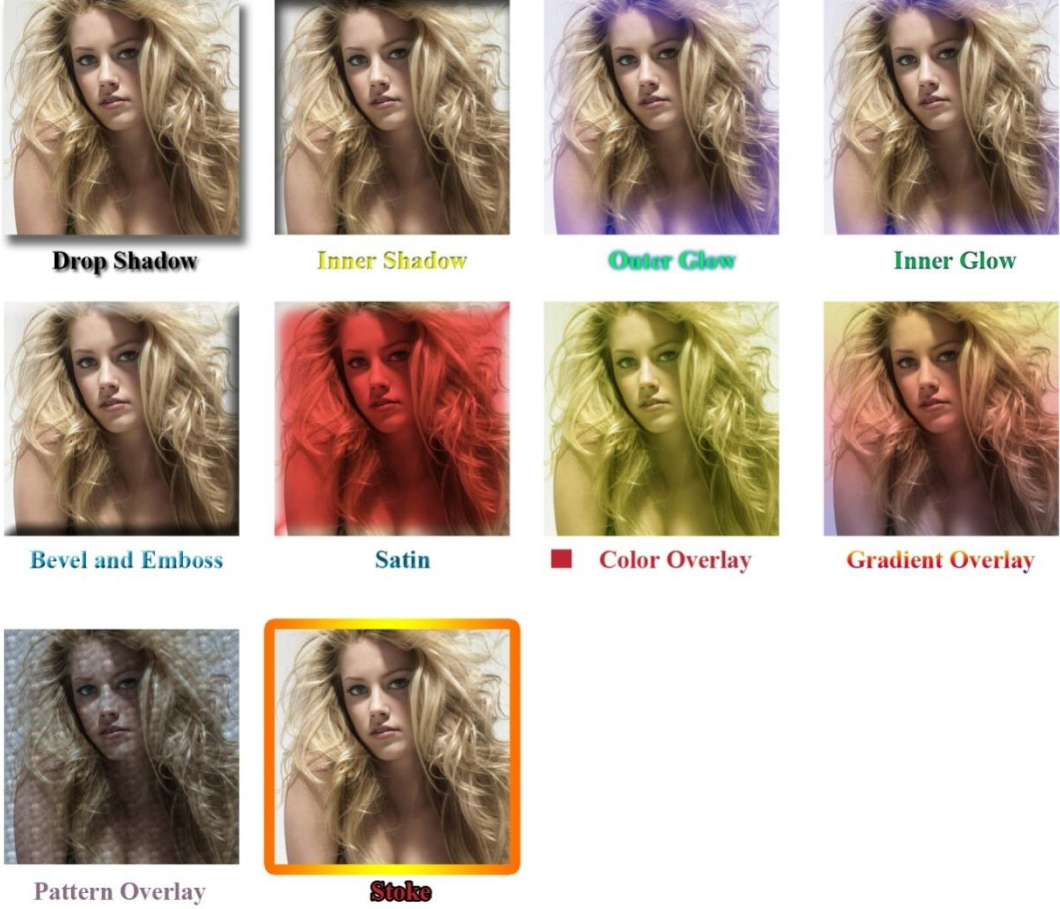 Drop Shadow
Inner Shadow
Outer Glow
Inner Glow
Bevel and Emboss
Satin
Color Overlay
Gradient Overlay
Pattern Overlay
Stoke